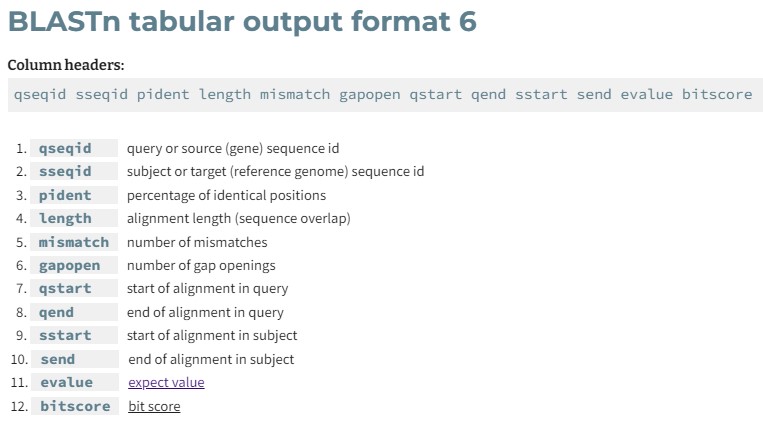 BLASTn tabular output format 6
Column headers:
qseqid sseqid pident length mismatch gapopen qstart qend sstart send evalue bitscore
1. qseqid query or source (gene) sequence id
2. sseqid subject or target (reference genome) sequence id
3. pident percentage of identical positions
4. length alignment length (sequence overlap)
5. mismatch number of mismatches
6. gapopen number of gap openings
7. qstart start of alignment in query
8. qend end of alignment in query
9. sstart start of alignment in subject
10. send end of alignment in subject
11. evalue expect value
12. bitscore bit score